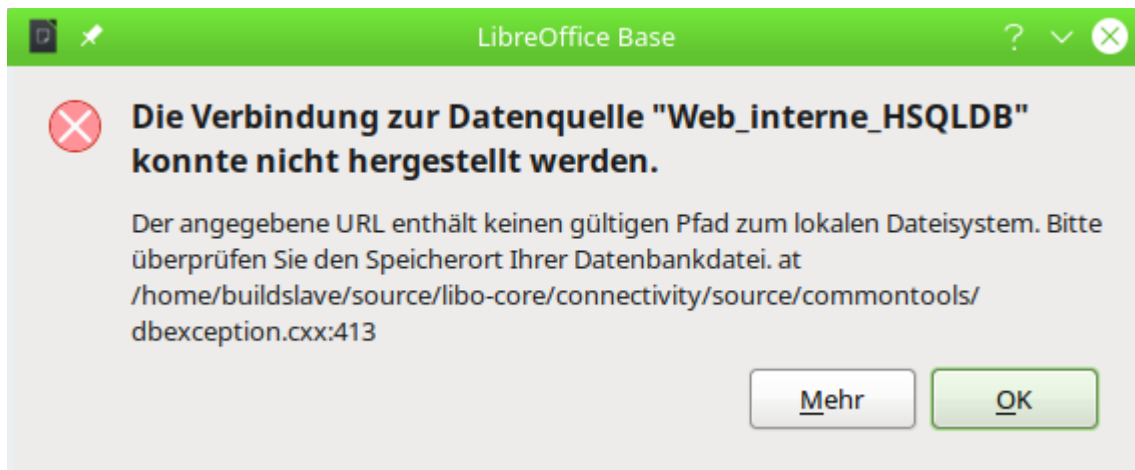 LibreOffice Base
Die Verbindung zur Datenquelle "Web_interne_HSQLDB"
konnte nicht hergestellt werden.
Der angegebene URL enthält keinen gültigen Pfad zum lokalen Dateisystem. Bitte
überprüfen Sie den Speicherort Ihrer Datenbankdatei. at
/home/buildslave/source/libo-core/connectivity/source/commontools/
dbexception.cxx:413
Mehr OK